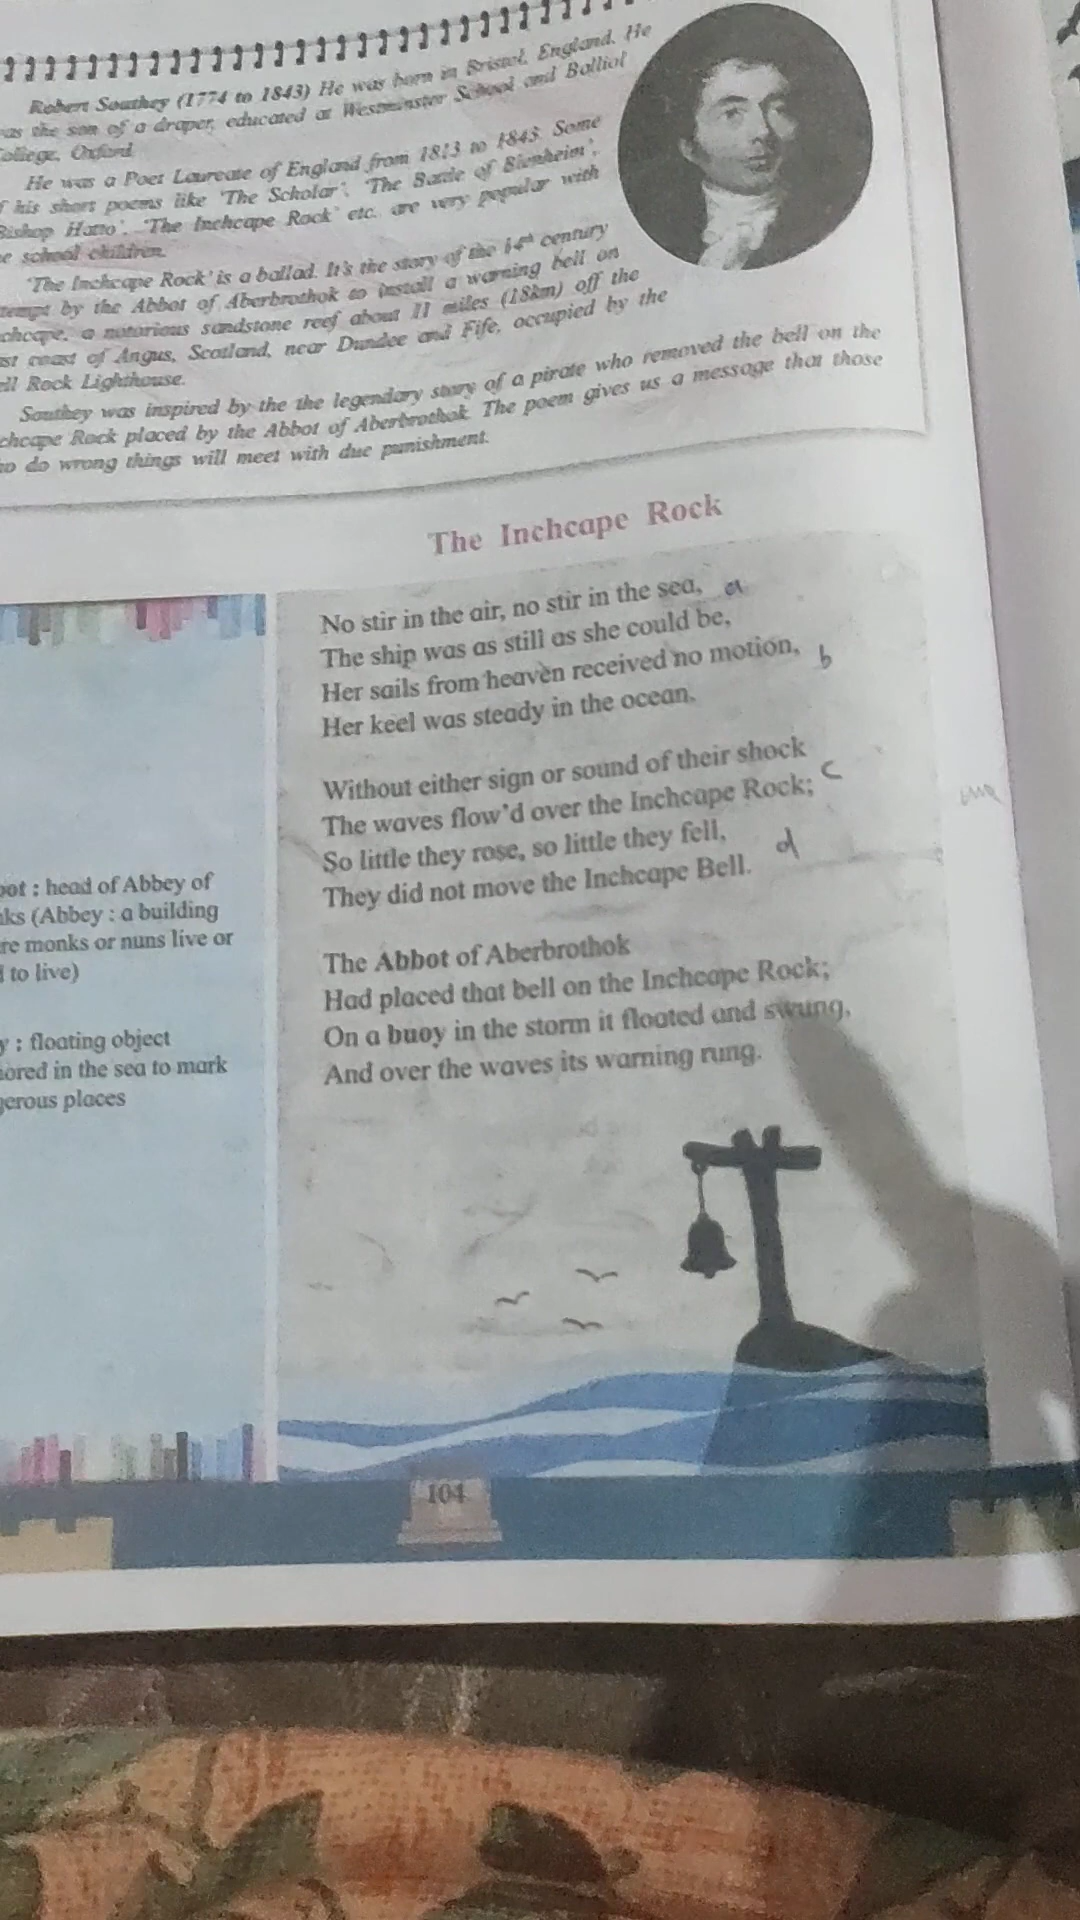 Robert Southey (1774 to 1843) He was born in Bristol, England. He
as the son of a draper, educated at Westminster School and Balliol
ollege, Oxford.
He was a Poet Laureate of England from 1813 to 1843. Some
f his short poems like 'The Scholar', 'The Battle of Blenheim',
Bishop Hatto', 'The Inchcape Rock' etc. are very popular with
e school children.
'The Inchcape Rock' is a ballad. It's the story of the 14th century
tempt by the Abbot of Aberbrothok to install a warning bell on
chcape, a notorious sandstone reef about 11 miles (18km) off the
ast coast of Angus, Scotland, near Dundee and Fife, occupied by the
ell Rock Lighthouse.
Southey was inspired by the the legendary story of a pirate who removed the bell on the
chcape Rock placed by the Abbot of Aberbrothok. The poem gives us a message that those
ho do wrong things will meet with due punishment.
The Inchcape Rock
No stir in the air, no stir in the sea, a
The ship was as still as she could be,
Her sails from heaven received no motion, b
Her keel was steady in the ocean.
Without either sign or sound of their shock
The waves flow'd over the Inchcape Rock; c
So little they rose, so little they fell, d
They did not move the Inchcape Bell.
The Abbot of Aberbrothok
Had placed that bell on the Inchcape Rock;
On a buoy in the storm it floated and swung,
And over the waves its warning rung.
bot : head of Abbey of
nks (Abbey : a building
re monks or nuns live or
d to live)
y : floating object
hored in the sea to mark
gerous places
104